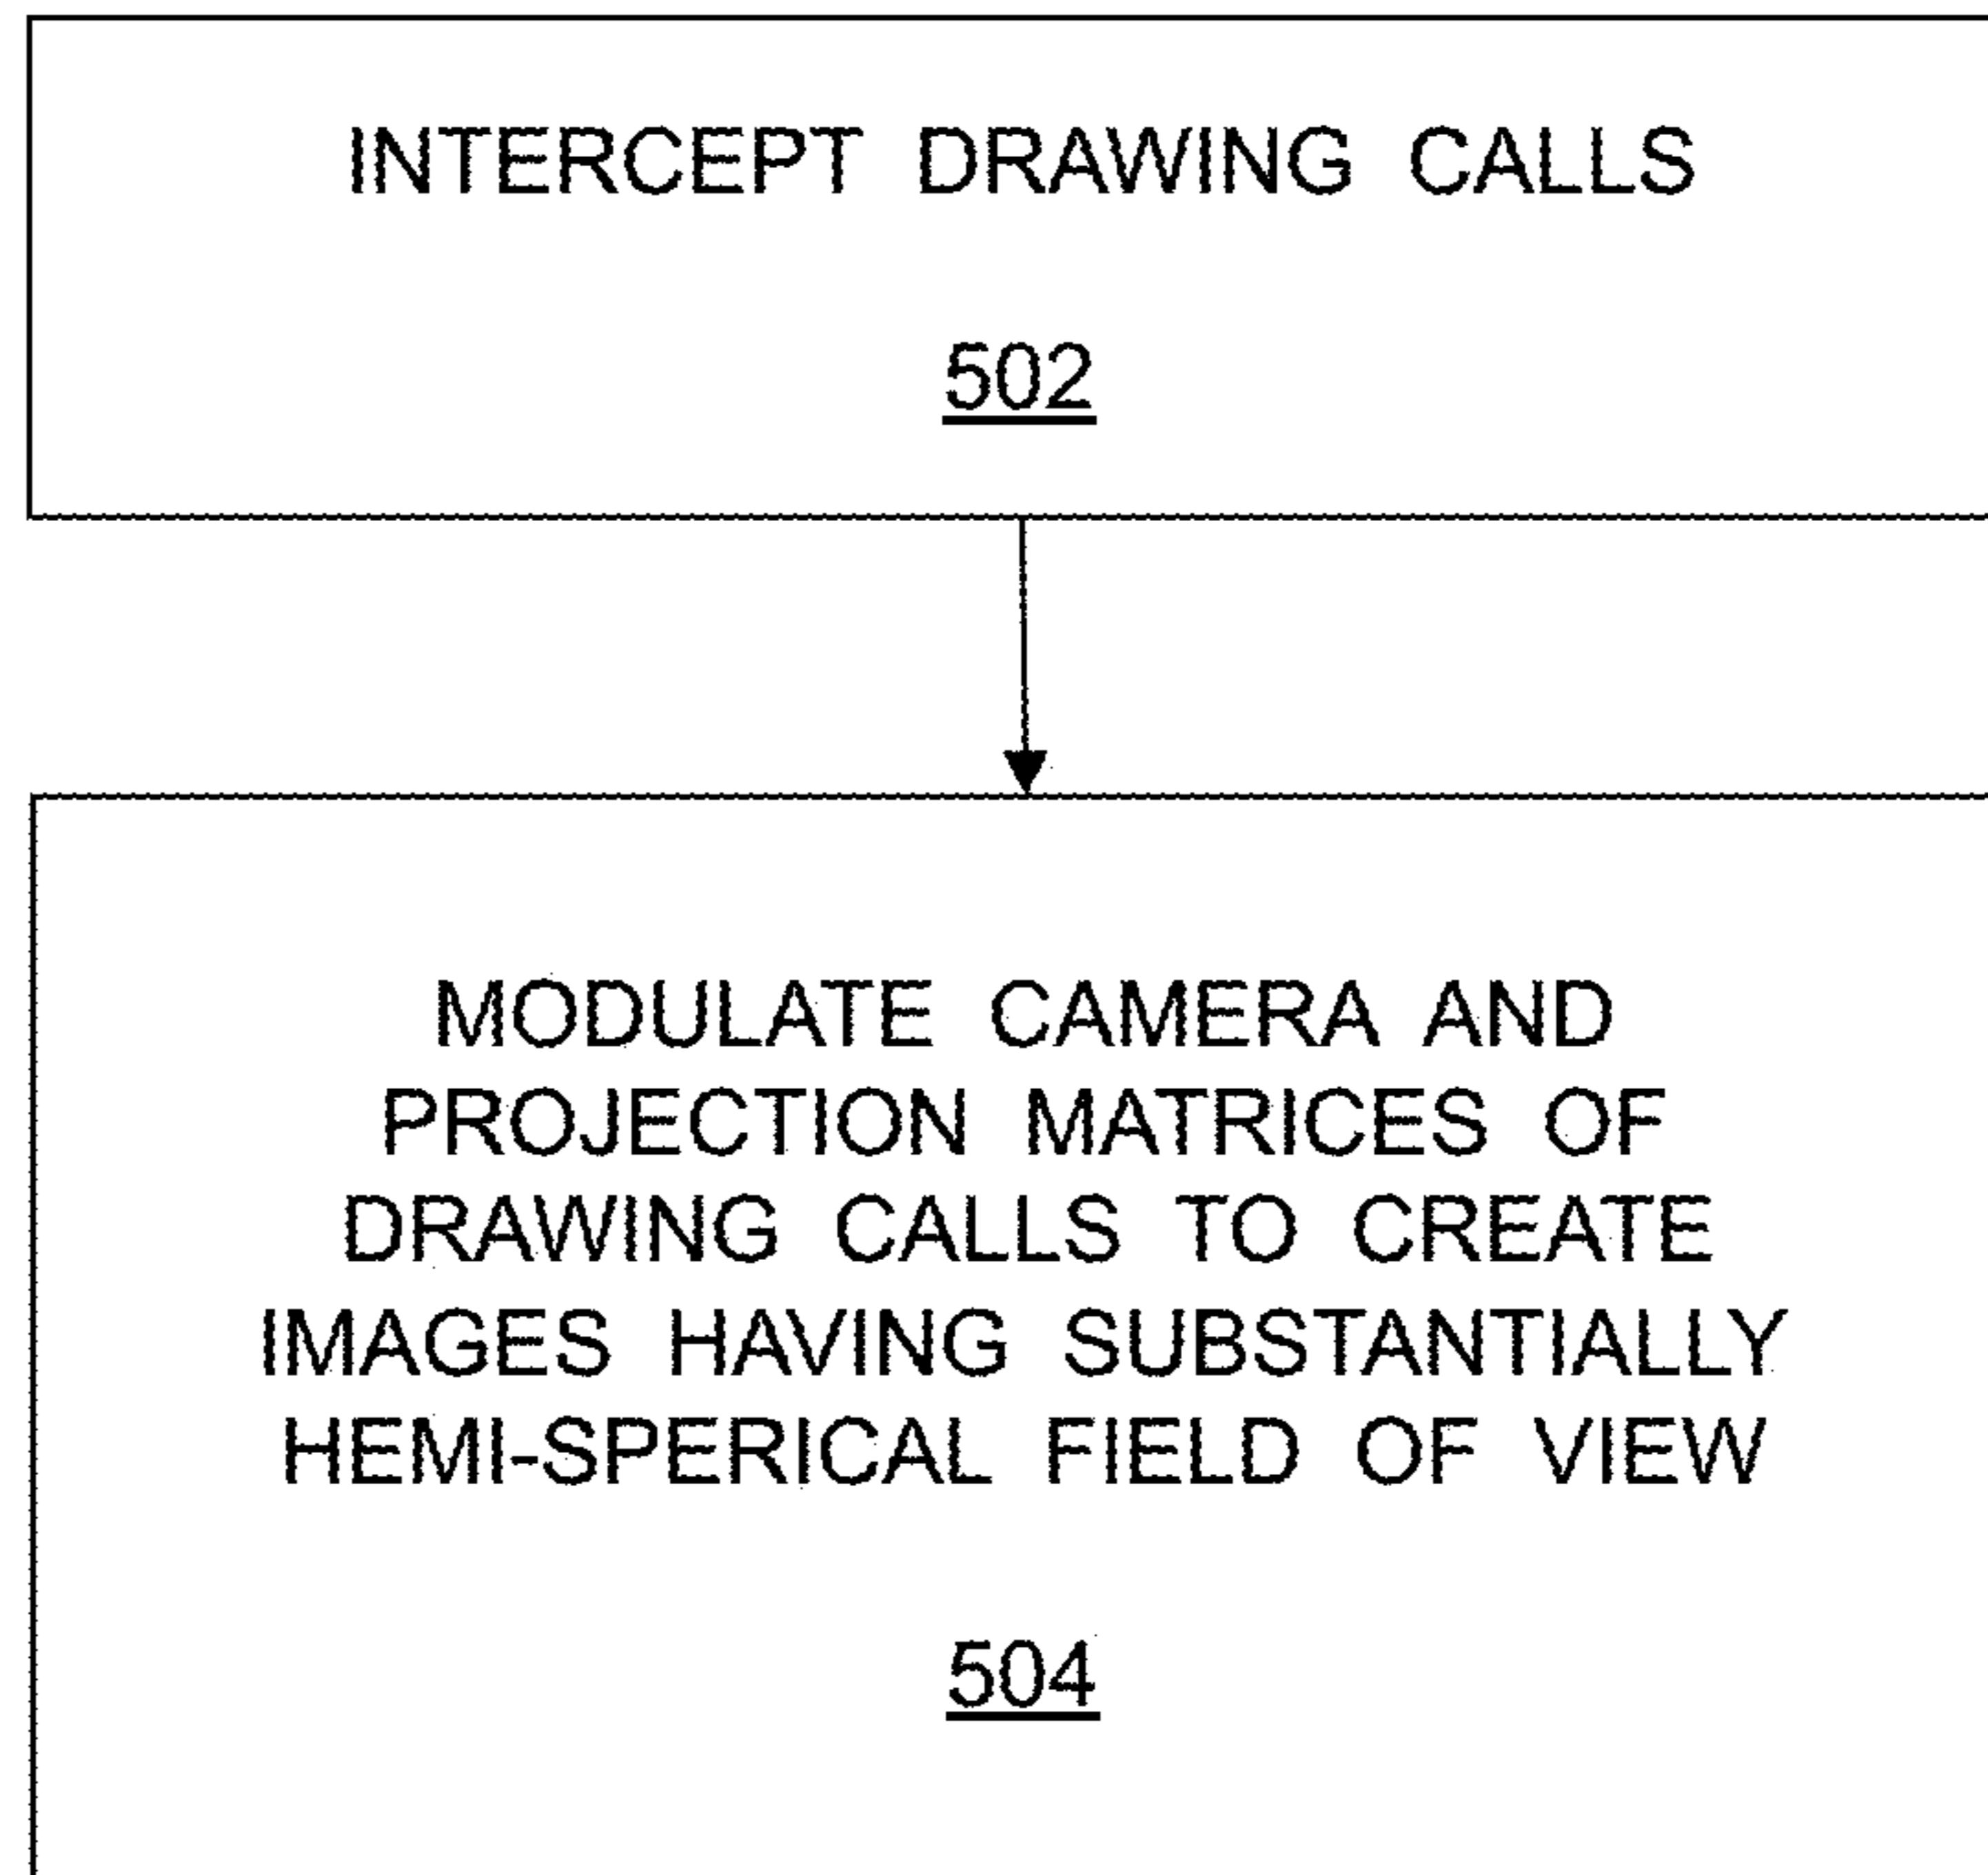 INTERCEPT DRAWING CALLS
502
MODULATE CAMERA AND
PROJECTION MATRICES OF
DRAWING CALLS TO CREATE
IMAGES HAVING SUBSTANTIALLY
HEMI-SPERICAL FIELD OF VIEW
504